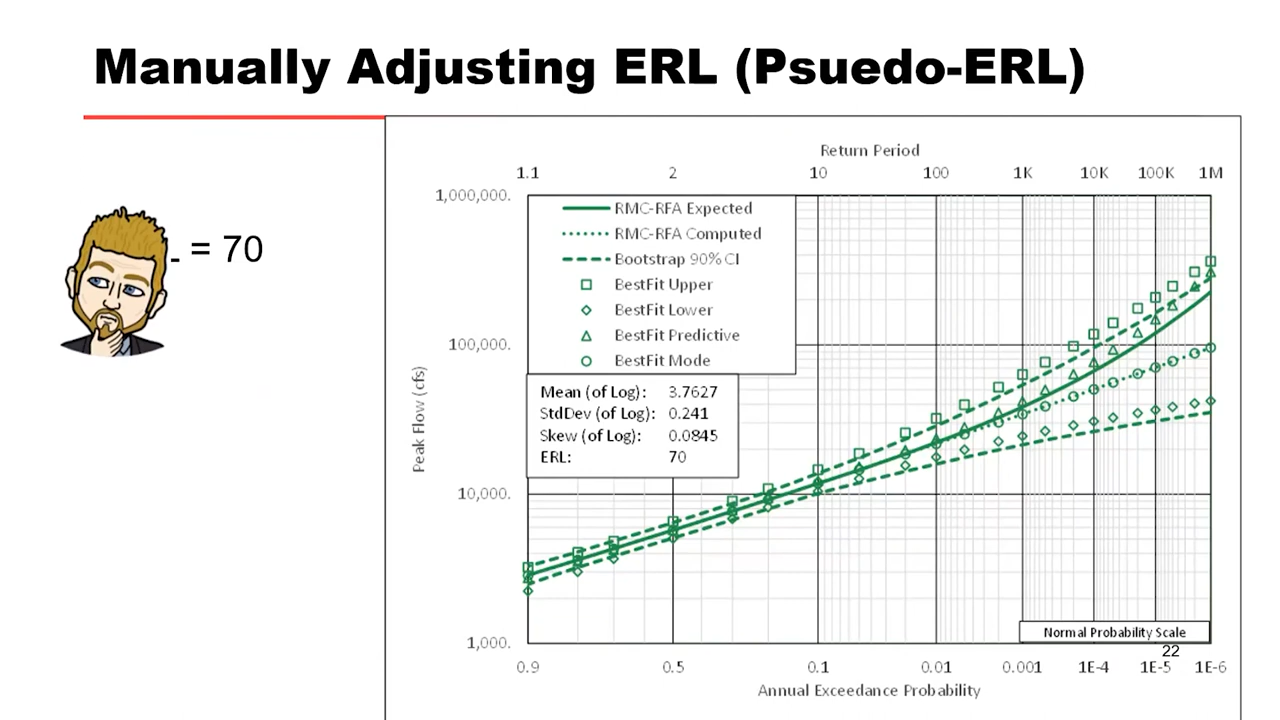 Manually Adjusting ERL (Psuedo-ERL)
= 70
Return Period
1.1 2 10 100 1K 10K 100K 1M
1,000,000.
100,000.
10,000.
1,000.
Peak Flow (cfs)
RMC-RFA Expected
RMC-RFA Computed
Bootstrap 90% CI
BestFit Upper
BestFit Lower
BestFit Predictive
BestFit Mode
Mean (of Log): 3.7627
StdDev (of Log): 0.241
Skew (of Log): 0.0845
ERL: 70
Normal Probability Scale
22
0.9 0.5 0.1 0.01 0.001 1E-4 1E-5 1E-6
Annual Exceedance Probability